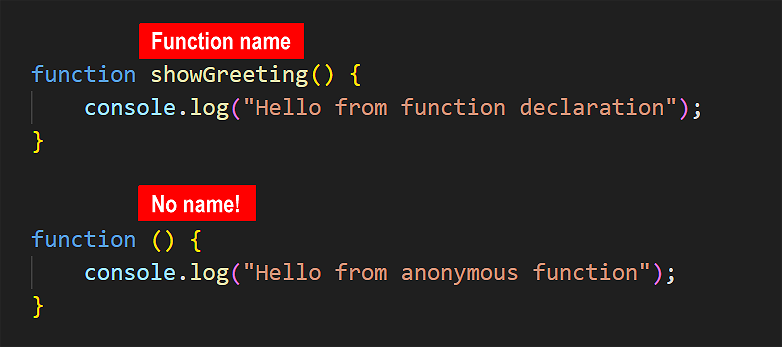 Function name
function showGreeting() {
    console.log("Hello from function declaration");
}
No name!
function () {
    console.log("Hello from anonymous function");
}